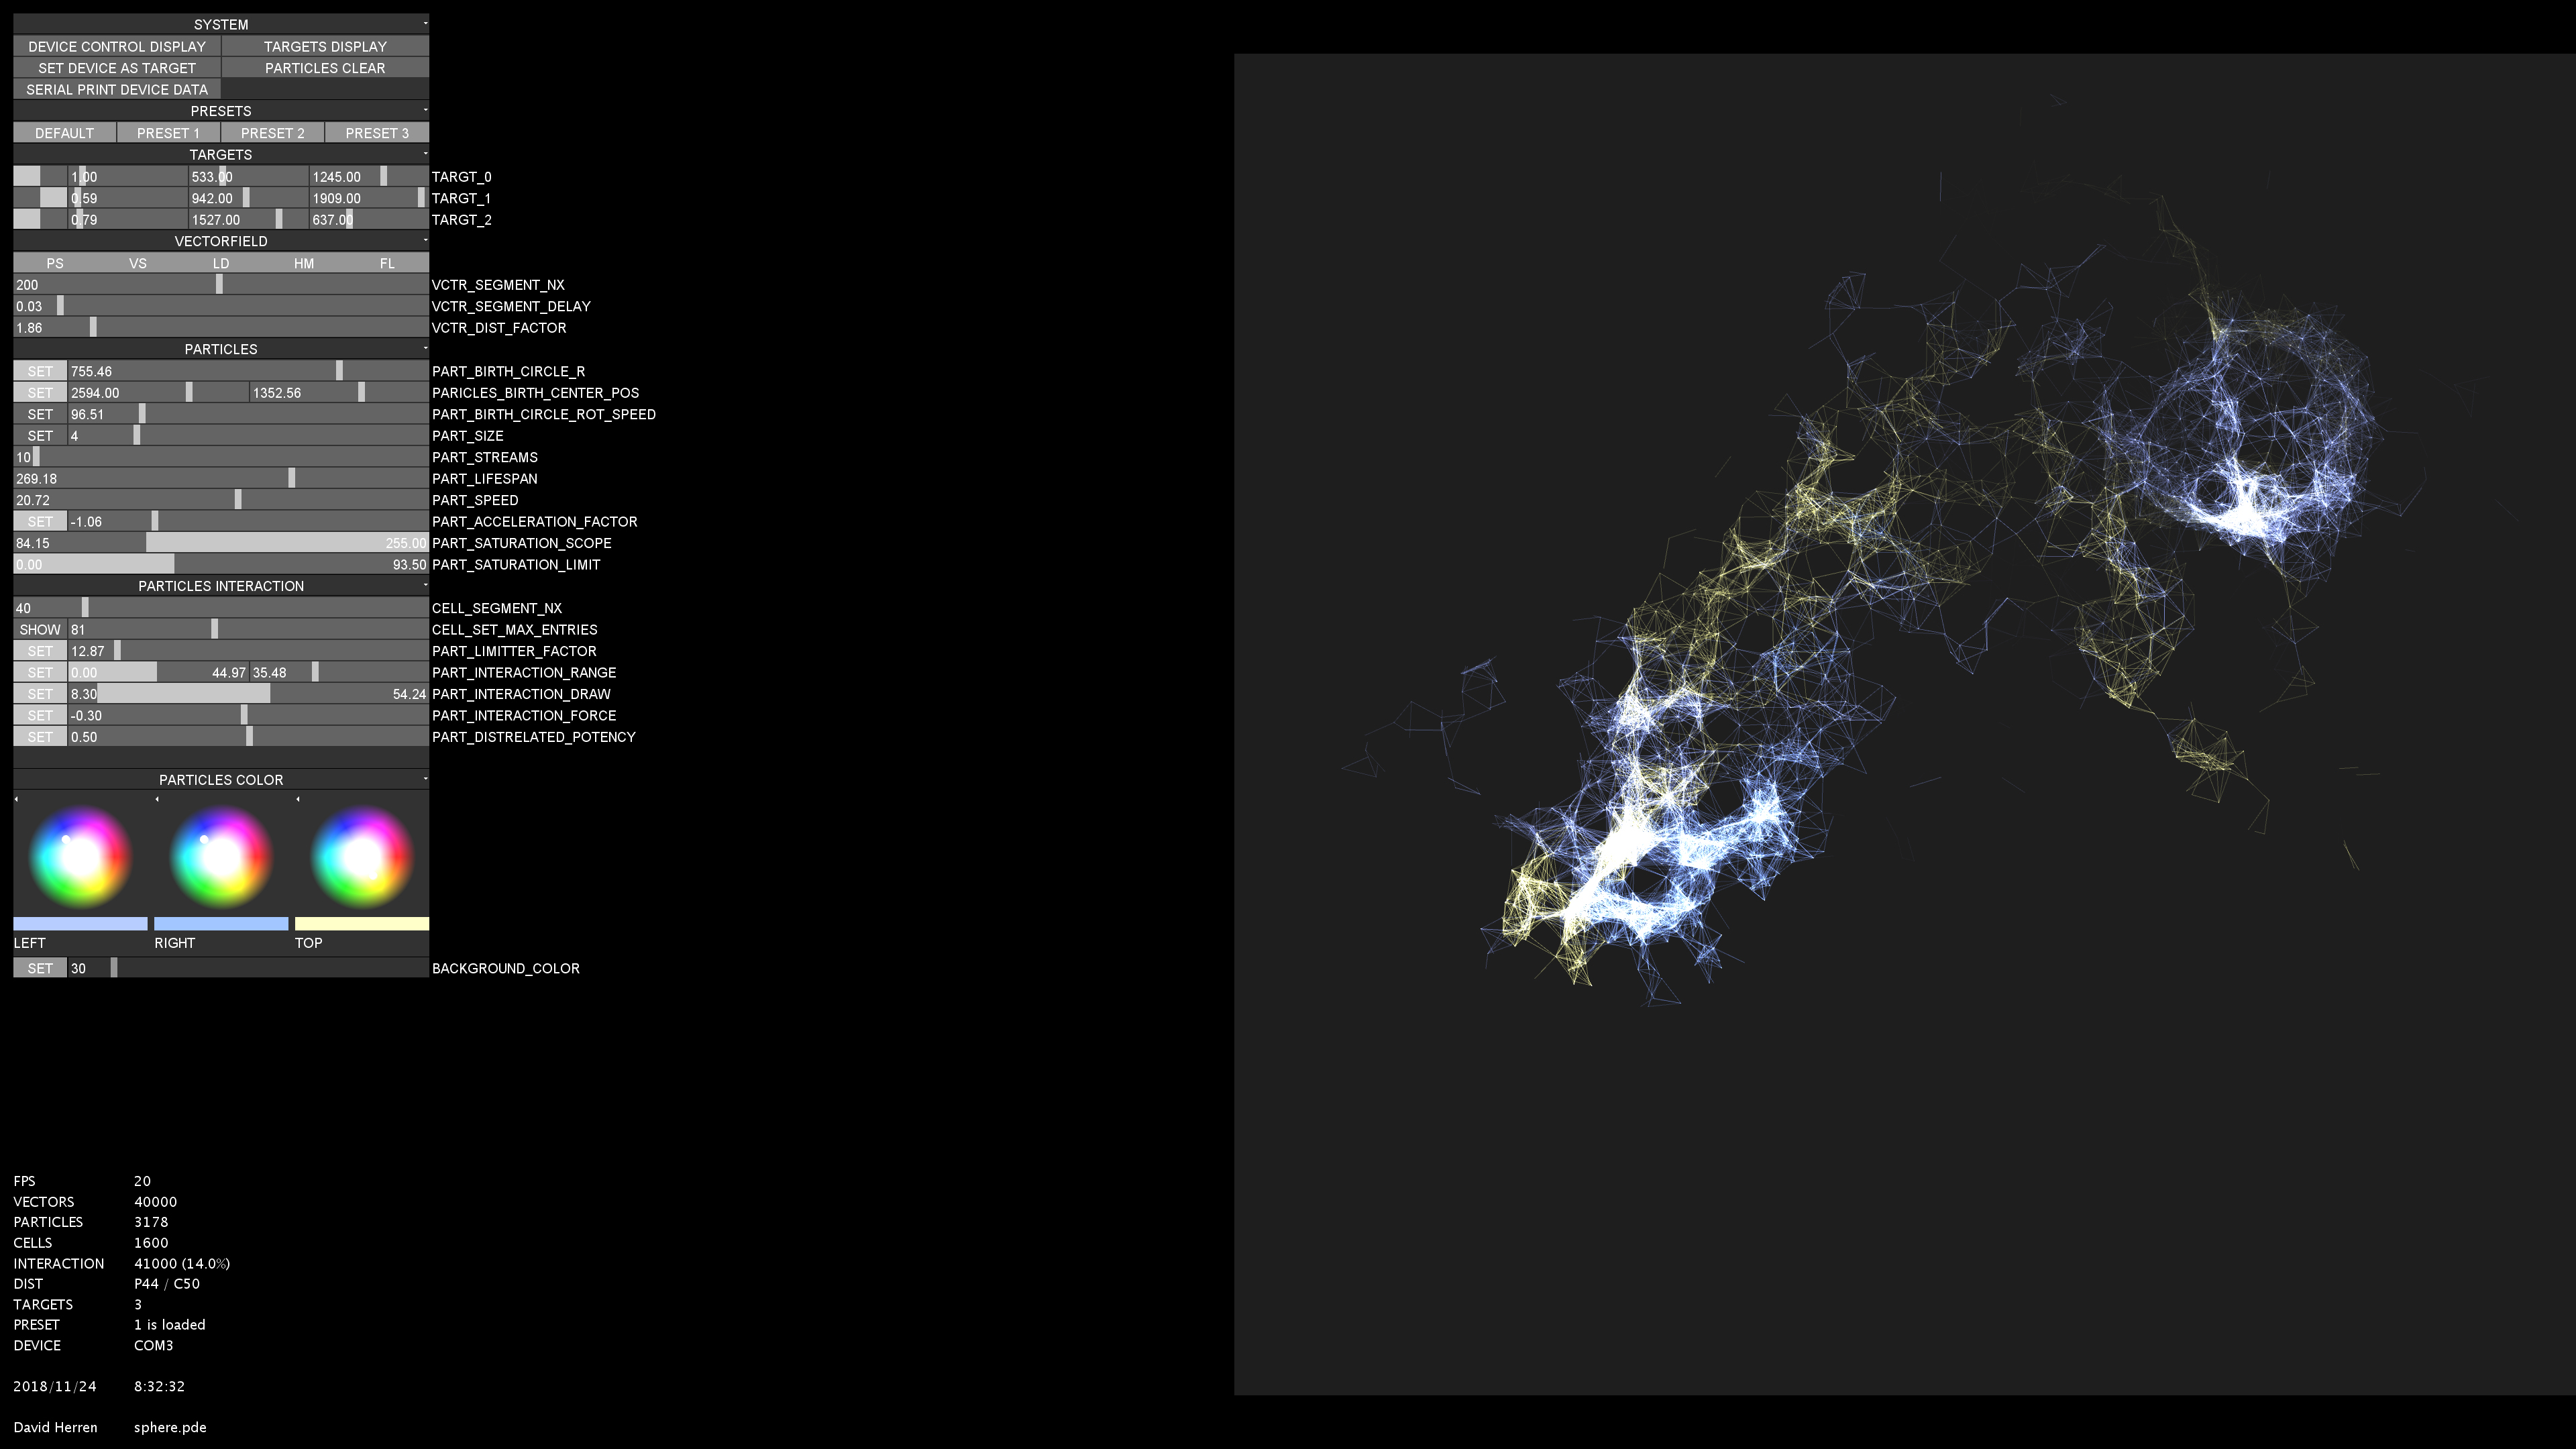 SYSTEM
DEVICE CONTROL DISPLAY TARGETS DISPLAY
SET DEVICE AS TARGET PARTICLES CLEAR
SERIAL PRINT DEVICE DATA
PRESETS
DEFAULT PRESET 1 PRESET 2 PRESET 3
TARGETS
1.00 533.00 1245.00 TARGT_0
0.59 942.00 1909.00 TARGT_1
0.79 1527.00 637.00 TARGT_2
VECTORFIELD
PS VS LD HM FL
200 VCTR_SEGMENT_NX
0.03 VCTR_SEGMENT_DELAY
1.86 VCTR_DIST_FACTOR
PARTICLES
SET 755.46 PART_BIRTH_CIRCLE_R
SET 2594.00 1352.56 PARICLES_BIRTH_CENTER_POS
SET 96.51 PART_BIRTH_CIRCLE_ROT_SPEED
SET 4 PART_SIZE
10 PART_STREAMS
269.18 PART_LIFESPAN
20.72 PART_SPEED
SET -1.06 PART_ACCELERATION_FACTOR
84.15 255.00 PART_SATURATION_SCOPE
0.00 93.50 PART_SATURATION_LIMIT
PARTICLES INTERACTION
40 CELL_SEGMENT_NX
SHOW 81 CELL_SET_MAX_ENTRIES
SET 12.87 PART_LIMITTER_FACTOR
SET 0.00 44.97 35.48 PART_INTERACTION_RANGE
SET 8.30 54.24 PART_INTERACTION_DRAW
SET -0.30 PART_INTERACTION_FORCE
SET 0.50 PART_DISTRELATED_POTENCY
PARTICLES COLOR
LEFT RIGHT TOP
SET 30 BACKGROUND_COLOR
FPS 20
VECTORS 40000
PARTICLES 3178
CELLS 1600
INTERACTION 41000 (14.0%)
DIST P44 / C50
TARGETS 3
PRESET 1 is loaded
DEVICE COM3
2018/11/24 8:32:32
David Herren sphere.pde